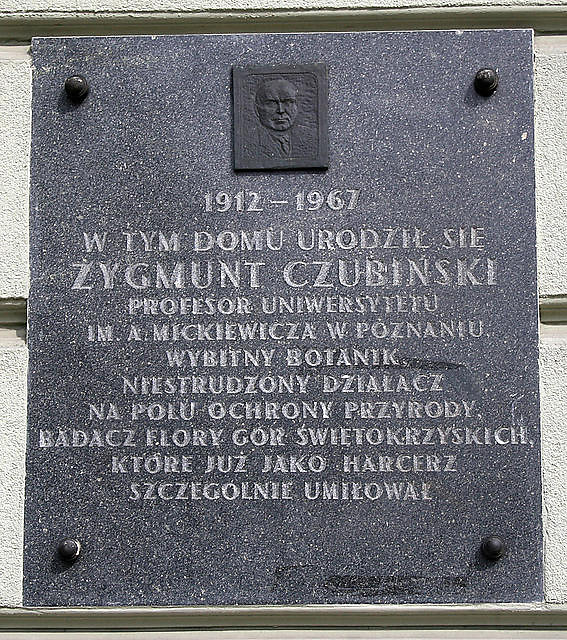 1912 – 1967
W TYM DOMU URODZIŁ SIĘ
ZYGMUNT CZUBIŃSKI
PROFESOR UNIWERSYTETU
IM. A. MICKIEWICZA W POZNANIU.
WYBITNY BOTANIK,
NIESTRUDZONY DZIAŁACZ
NA POLU OCHRONY PRZYRODY,
BADACZ FLORY GÓR ŚWIĘTOKRZYSKICH,
KTÓRE JUŻ JAKO HARCERZ
SZCZEGÓLNIE UMIŁOWAŁ